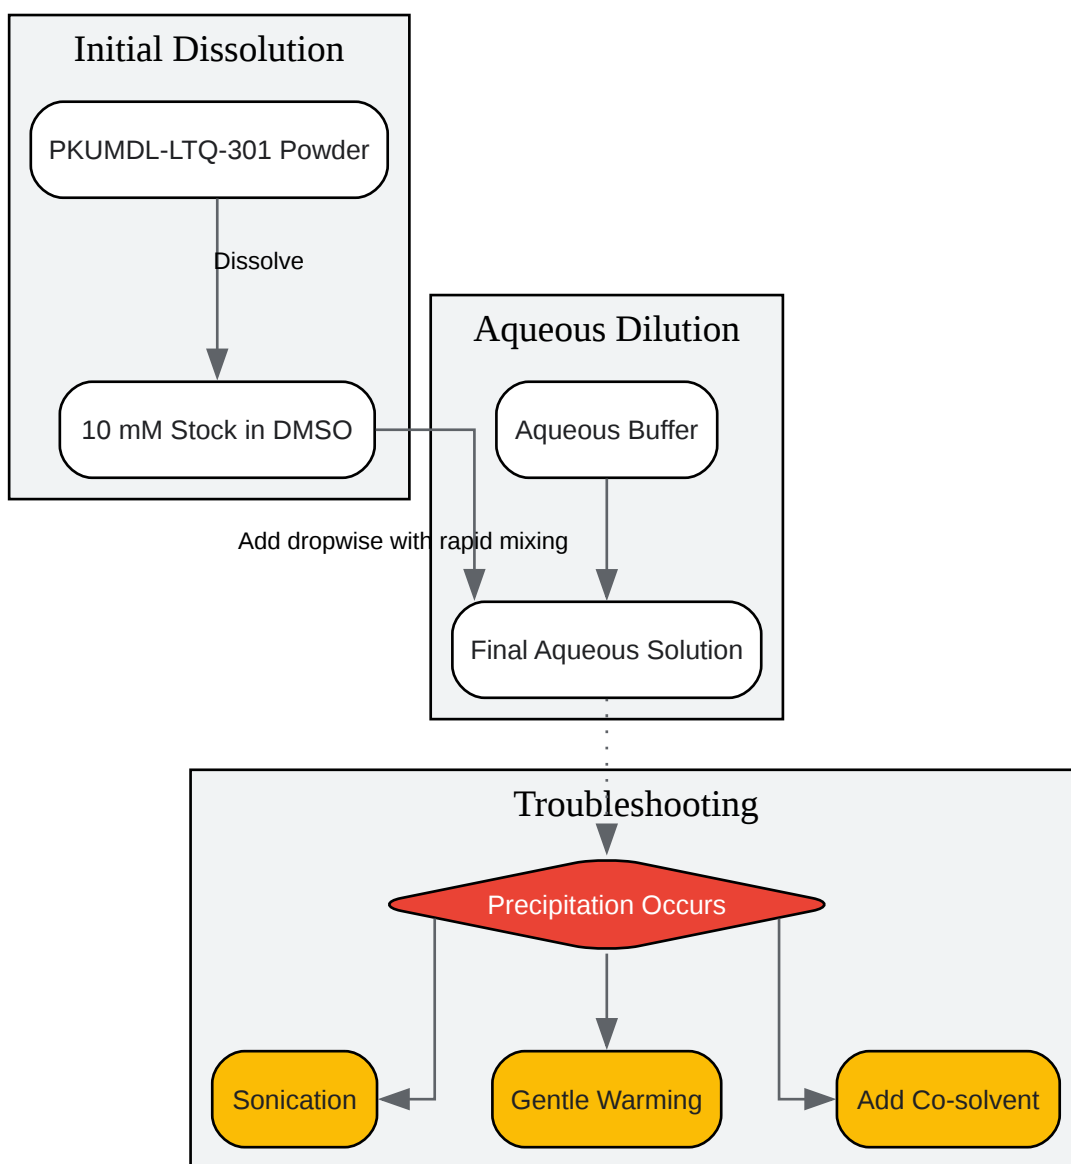 Initial Dissolution
PKUMDL-LTQ-301 Powder
Dissolve
10 mM Stock in DMSO
Aqueous Dilution
Aqueous Buffer
Add dropwise with rapid mixing
Final Aqueous Solution
Troubleshooting
Precipitation Occurs
Sonication
Gentle Warming
Add Co-solvent